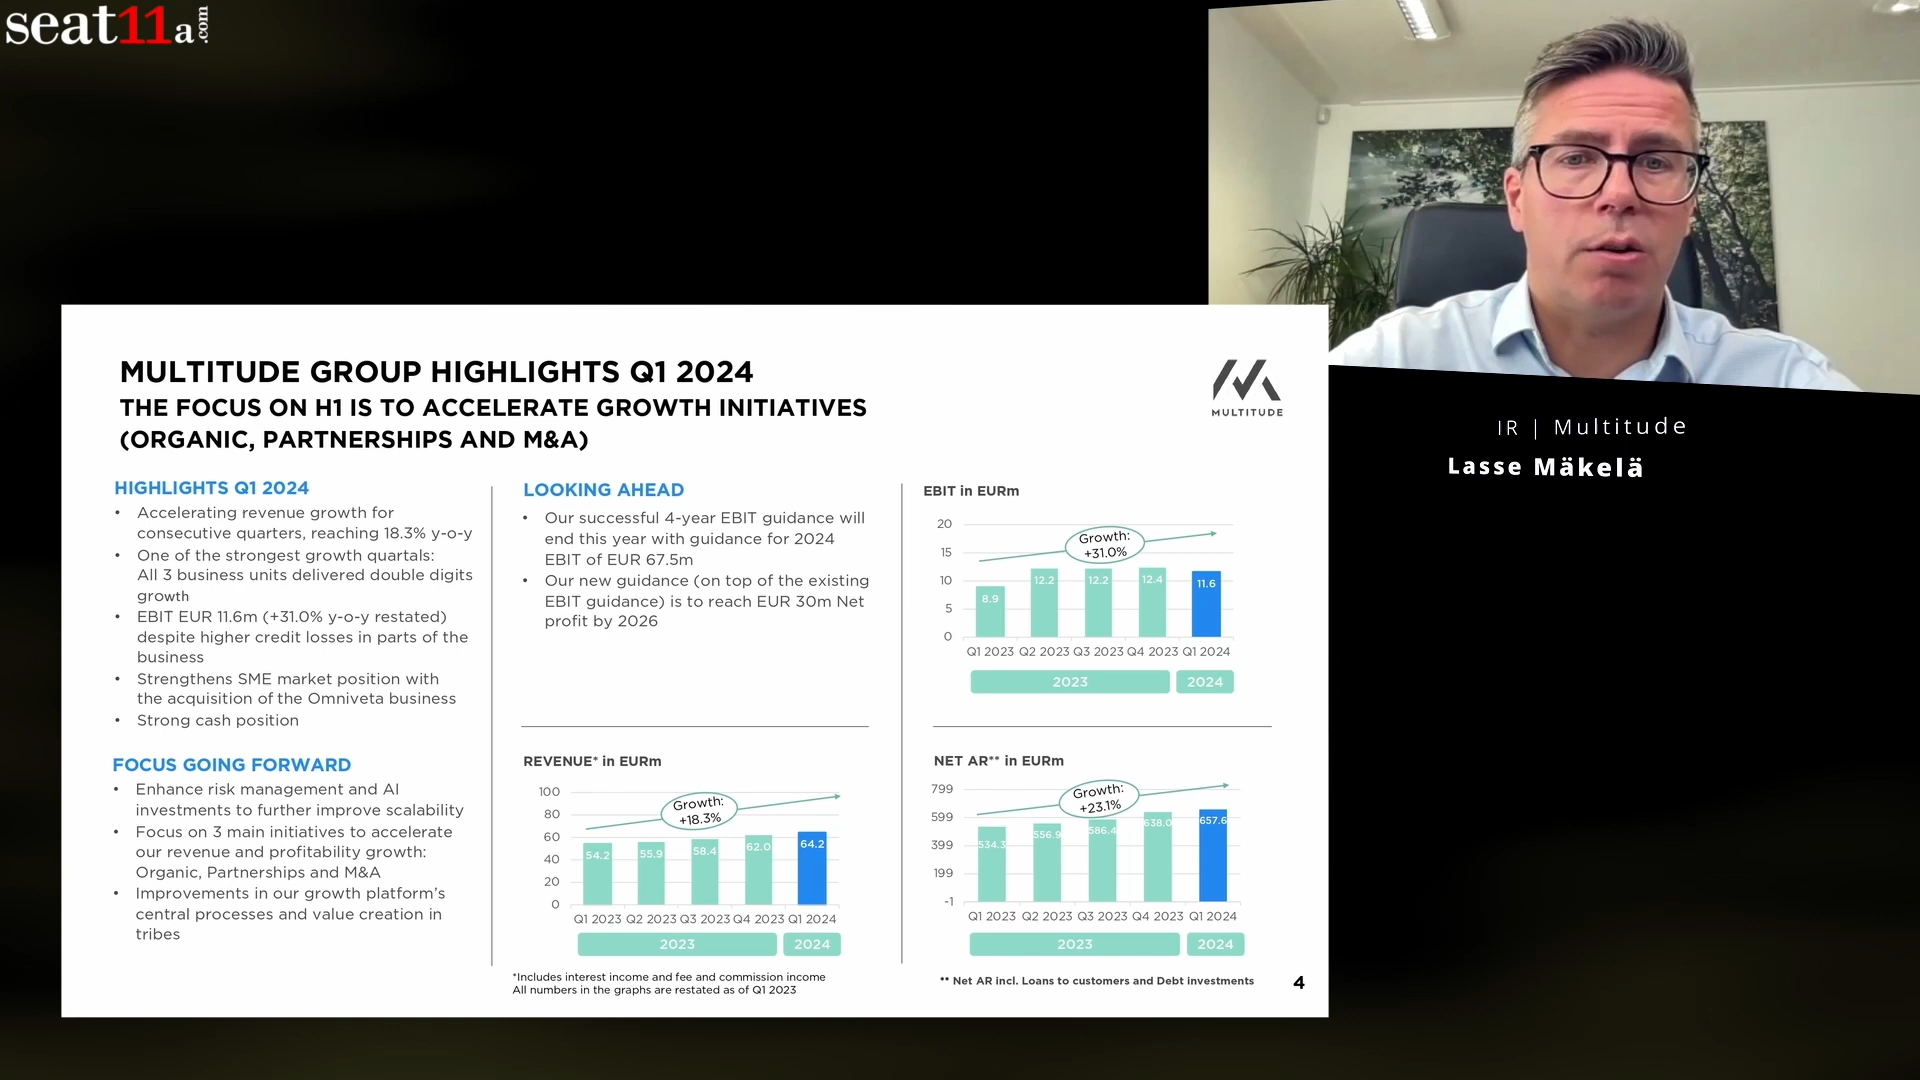 seat11a.com
IR | Multitude
Lasse Mäkelä
MULTITUDE GROUP HIGHLIGHTS Q1 2024
THE FOCUS ON H1 IS TO ACCELERATE GROWTH INITIATIVES
(ORGANIC, PARTNERSHIPS AND M&A)
MULTITUDE
HIGHLIGHTS Q1 2024
• Accelerating revenue growth for
consecutive quarters, reaching 18.3% y-o-y
• One of the strongest growth quartals:
All 3 business units delivered double digits
growth
• EBIT EUR 11.6m (+31.0% y-o-y restated)
despite higher credit losses in parts of the
business
• Strengthens SME market position with
the acquisition of the Omniveta business
• Strong cash position
FOCUS GOING FORWARD
• Enhance risk management and AI
investments to further improve scalability
• Focus on 3 main initiatives to accelerate
our revenue and profitability growth:
Organic, Partnerships and M&A
• Improvements in our growth platform's
central processes and value creation in
tribes
LOOKING AHEAD
• Our successful 4-year EBIT guidance will
end this year with guidance for 2024
EBIT of EUR 67.5m
• Our new guidance (on top of the existing
EBIT guidance) is to reach EUR 30m Net
profit by 2026
EBIT in EURm
20
15
10
5
0
Growth:
+31.0%
8.9 12.2 12.2 12.4 11.6
Q1 2023 Q2 2023 Q3 2023 Q4 2023 Q1 2024
2023 2024
REVENUE* in EURm
100
80
60
40
20
0
Growth:
+18.3%
54.2 55.9 58.4 62.0 64.2
Q1 2023 Q2 2023 Q3 2023 Q4 2023 Q1 2024
2023 2024
*Includes interest income and fee and commission income
All numbers in the graphs are restated as of Q1 2023
NET AR** in EURm
799
599
399
199
-1
Growth:
+23.1%
534.3 556.9 586.4 638.0 657.6
Q1 2023 Q2 2023 Q3 2023 Q4 2023 Q1 2024
2023 2024
** Net AR incl. Loans to customers and Debt investments
4